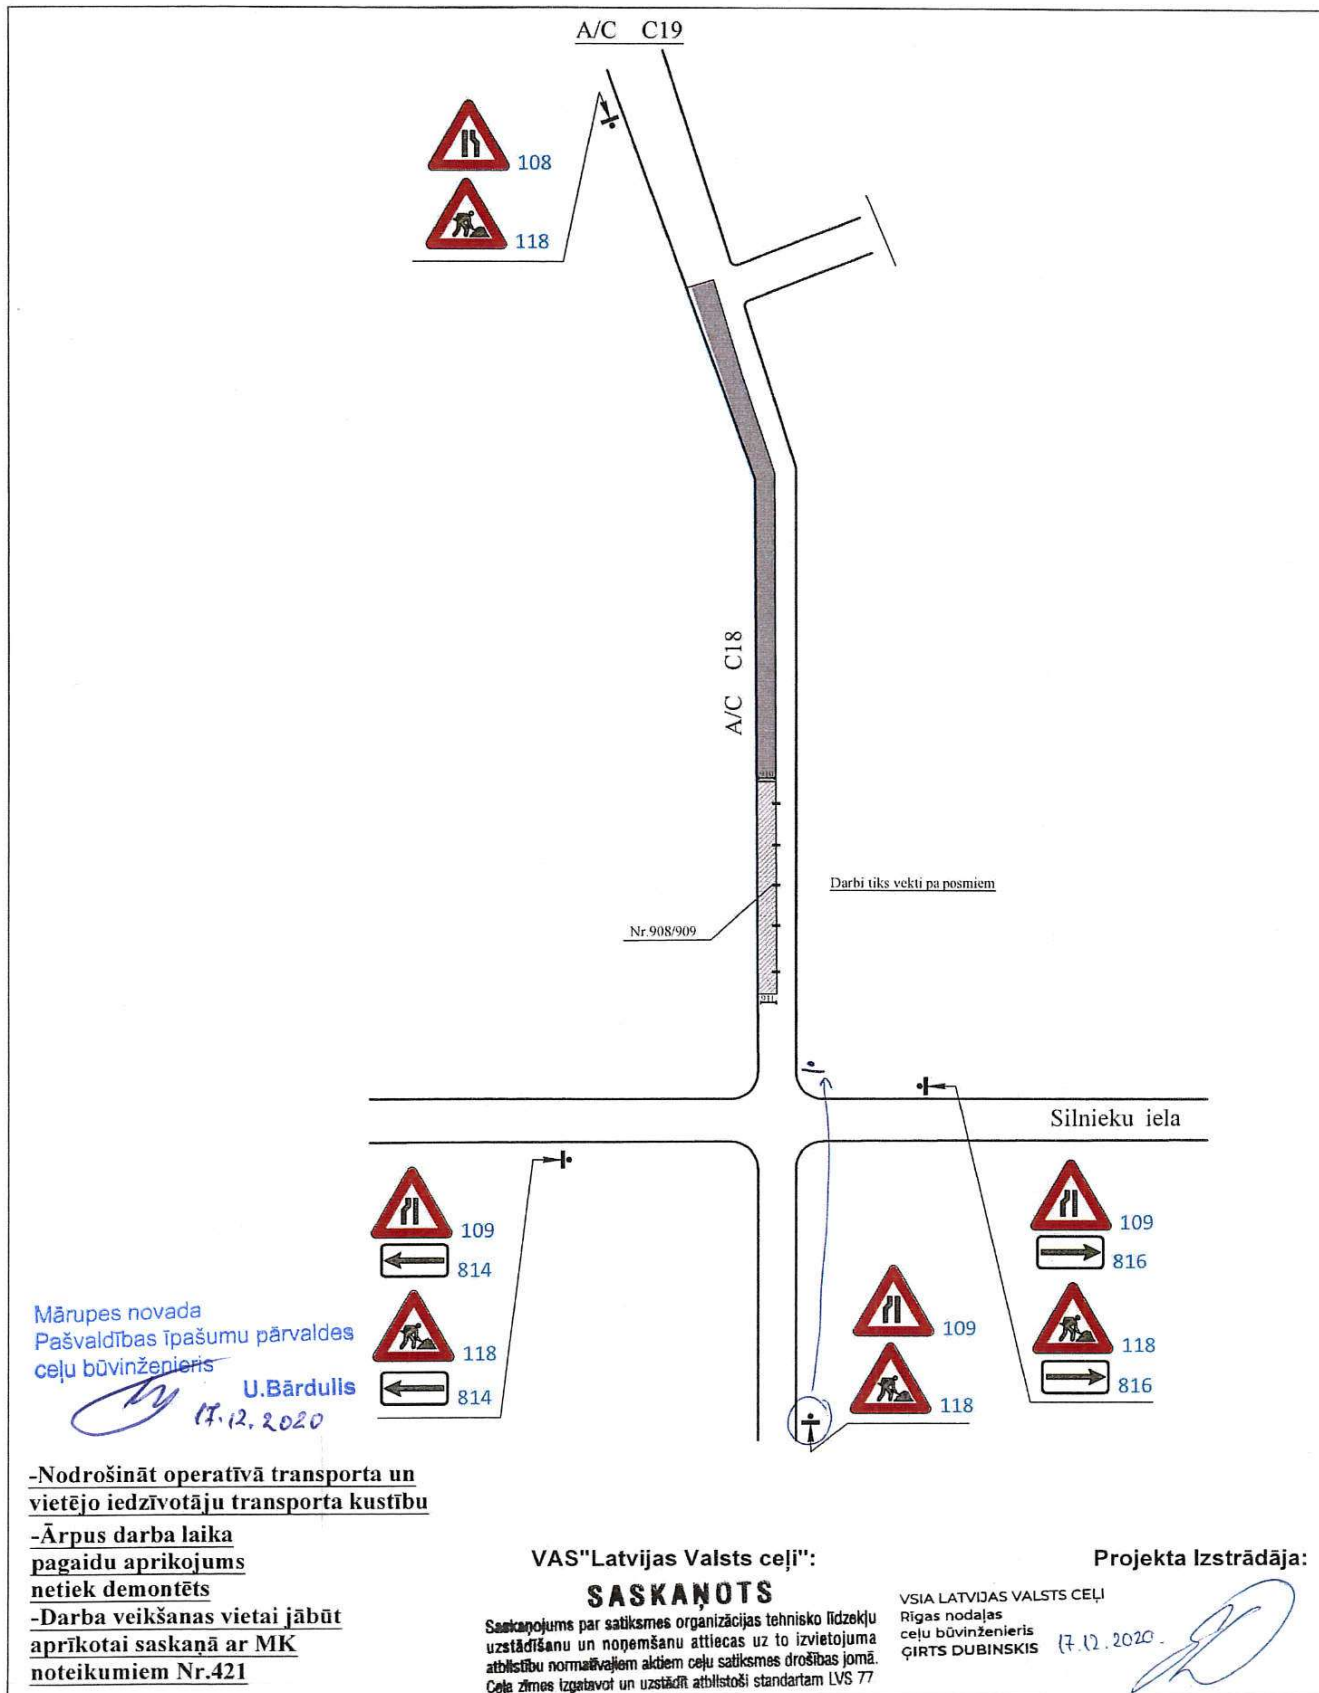 A/C C19
108
118
A/C C18
910
Darbi tiks vekti pa posmiem
Nr.908/909
911
Silnieku iela
109
814
118
814
109
118
109
816
118
816
Mārupes novada
Pašvaldības īpašumu pārvaldes
ceļu būvinženieris
U.Bārdulis
17.12.2020
-Nodrošināt operatīvā transporta un
vietējo iedzīvotāju transporta kustību
-Ārpus darba laika
pagaidu aprikojums
netiek demontēts
-Darba veikšanas vietai jābūt
aprīkotai saskaņā ar MK
noteikumiem Nr.421
VAS"Latvijas Valsts ceļi":
SASKAŅOTS
Saskaņojums par satiksmes organizācijas tehnisko līdzekļu
uzstādīšanu un noņemšanu attiecas uz to izvietojuma
atbilstību normatīvajiem aktiem ceļu satiksmes drošības jomā.
Ceļa zīmes izgatavot un uzstādīt atbilstoši standartam LVS 77
Projekta Izstrādāja:
VSIA LATVIJAS VALSTS CEĻI
Rīgas nodaļas
ceļu būvinženieris
ĢIRTS DUBINSKIS 17.12.2020.